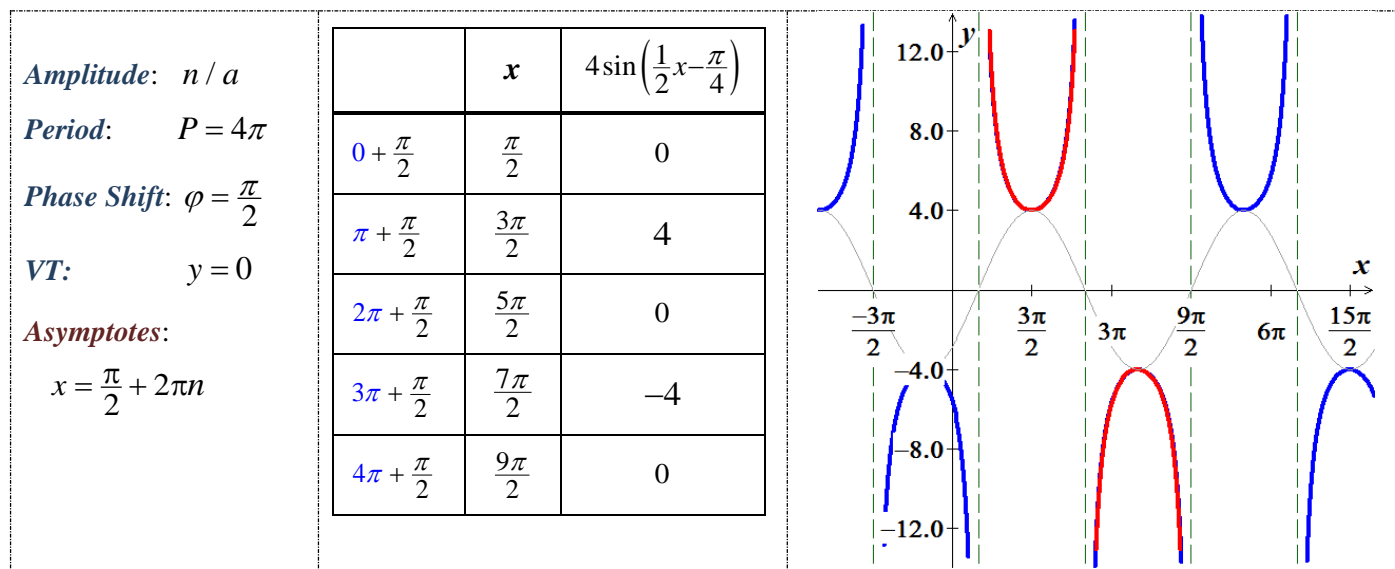 Amplitude: n / a
Period: P = 4π
Phase Shift: φ = π/2
VT: y = 0
Asymptotes:
x = π/2 + 2πn
x 4 sin(1/2 x − π/4)
0 + π/2 π/2 0
π + π/2 3π/2 4
2π + π/2 5π/2 0
3π + π/2 7π/2 −4
4π + π/2 9π/2 0
y
12.0
8.0
4.0
x
−3π/2 3π/2 3π 9π/2 6π 15π/2
−4.0
−8.0
−12.0